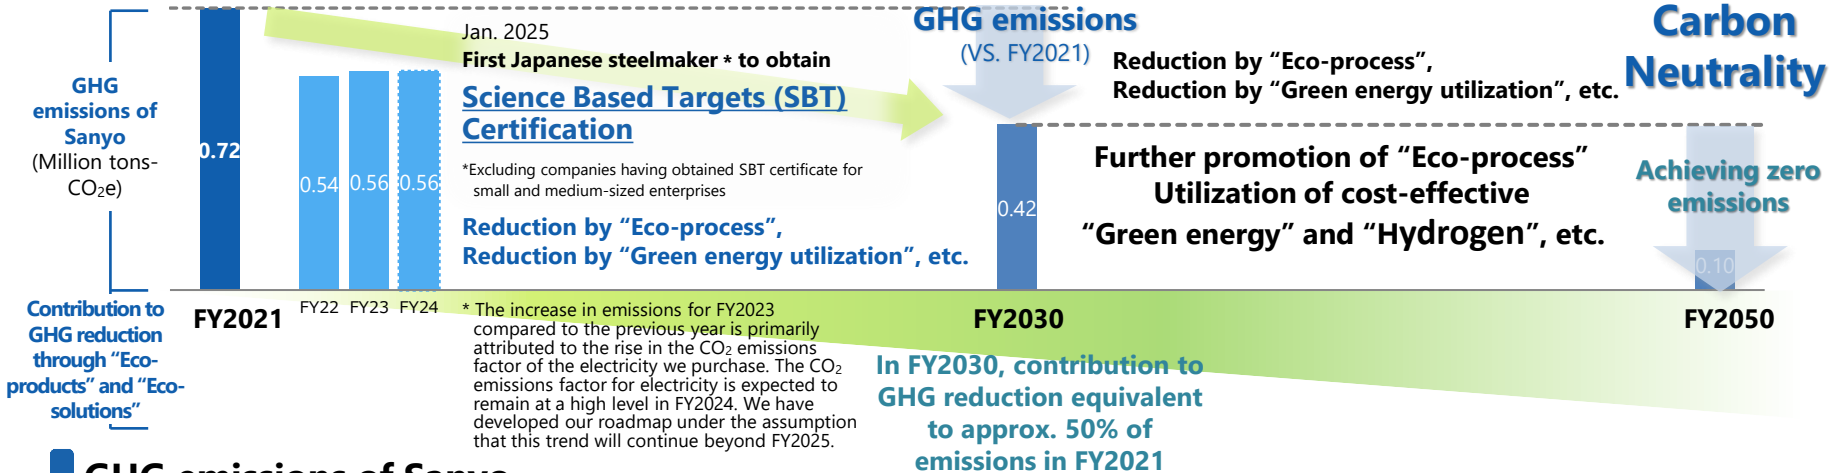 GHG
emissions of
Sanyo
(Million tons-
CO₂e)
Contribution to
GHG reduction
through “Eco-
products” and “Eco-
solutions”
0.72
0.54
0.56
0.56
FY2021
FY22
FY23
FY24
Jan. 2025
First Japanese steelmaker * to obtain
Science Based Targets (SBT)
Certification
*Excluding companies having obtained SBT certificate for
small and medium-sized enterprises
Reduction by “Eco-process”,
Reduction by “Green energy utilization”, etc.
* The increase in emissions for FY2023
compared to the previous year is primarily
attributed to the rise in the CO₂ emissions
factor of the electricity we purchase. The CO₂
emissions factor for electricity is expected to
remain at a high level in FY2024. We have
developed our roadmap under the assumption
that this trend will continue beyond FY2025.
GHG emissions
(VS. FY2021)
Reduction by “Eco-process”,
Reduction by “Green energy utilization”, etc.
0.42
FY2030
In FY2030, contribution to
GHG reduction equivalent
to approx. 50% of
emissions in FY2021
Further promotion of “Eco-process”
Utilization of cost-effective
“Green energy” and “Hydrogen”, etc.
Carbon
Neutrality
Achieving zero
emissions
0.10
FY2050
GHG emissions of Sanyo